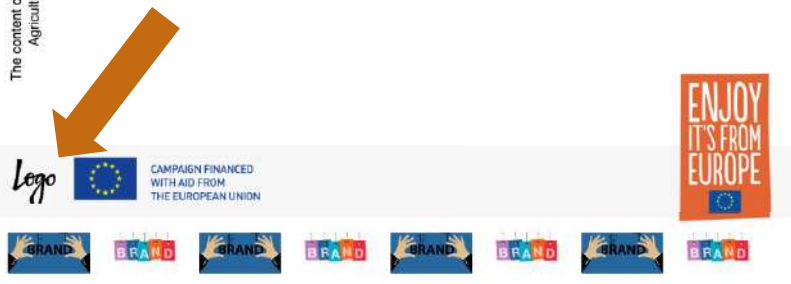 The content o
Agricult
ENJOY
IT'S FROM
EUROPE
Logo
CAMPAIGN FINANCED
WITH AID FROM
THE EUROPEAN UNION
BRAND
BRAND
BRAND
BRAND
BRAND
BRAND
BRAND
BRAND